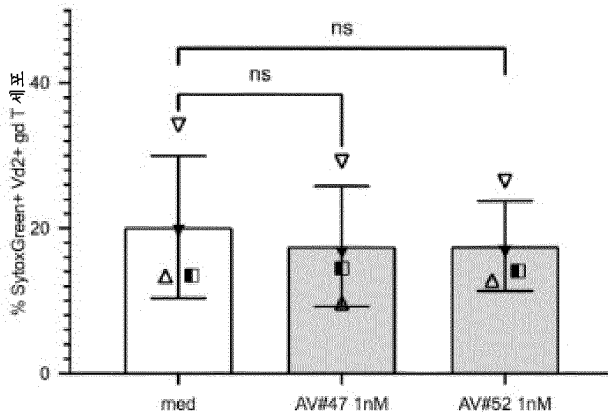 % SytoxGreen+ Vd2+ gd T 세포
ns
ns
40
20
0
med
AV#47 1nM
AV#52 1nM